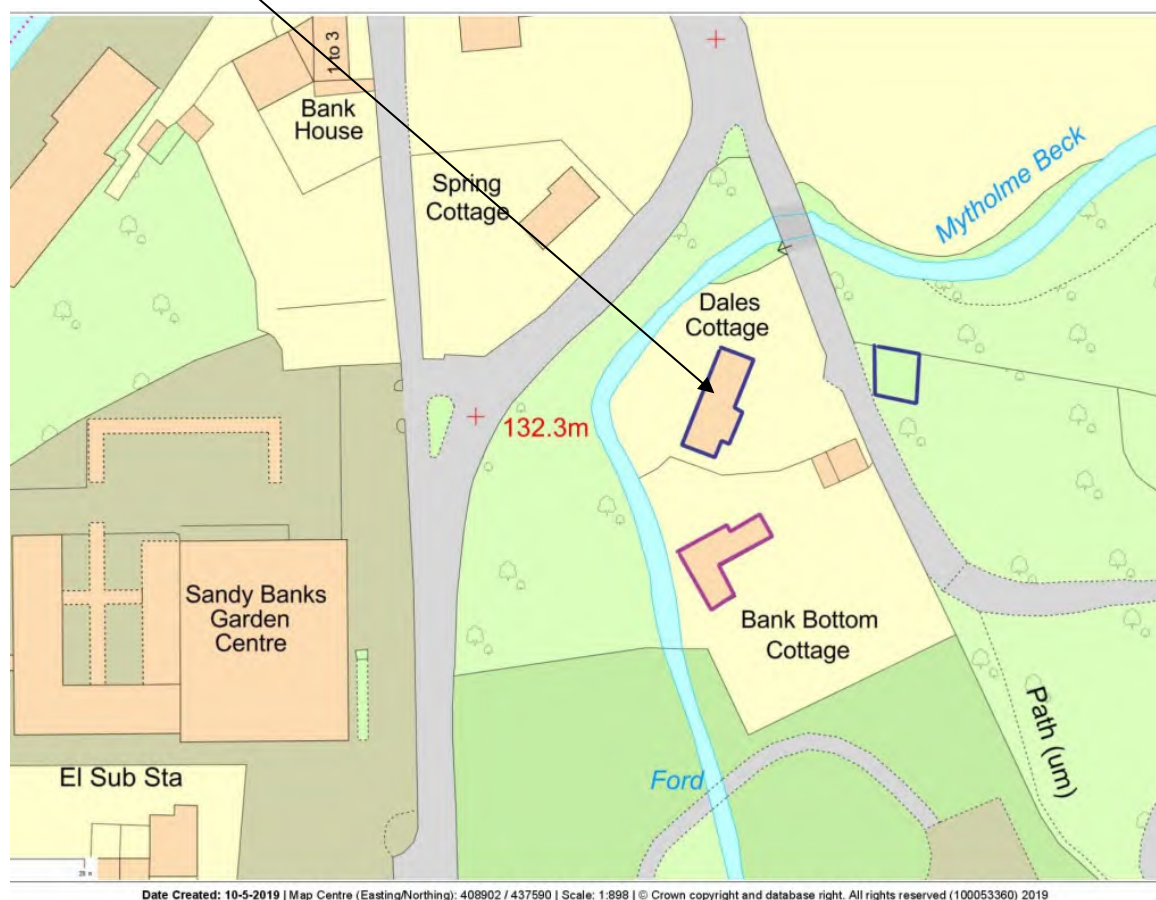 1 to 3
Bank
House
Spring
Cottage
Mytholme Beck
Dales
Cottage
132.3m
Sandy Banks
Garden
Centre
Bank Bottom
Cottage
Path (um)
El Sub Sta
Ford
Date Created: 10-5-2019 | Map Centre (Easting/Northing): 408902 / 437590 | Scale: 1:898 | © Crown copyright and database right. All rights reserved (100053360) 2019